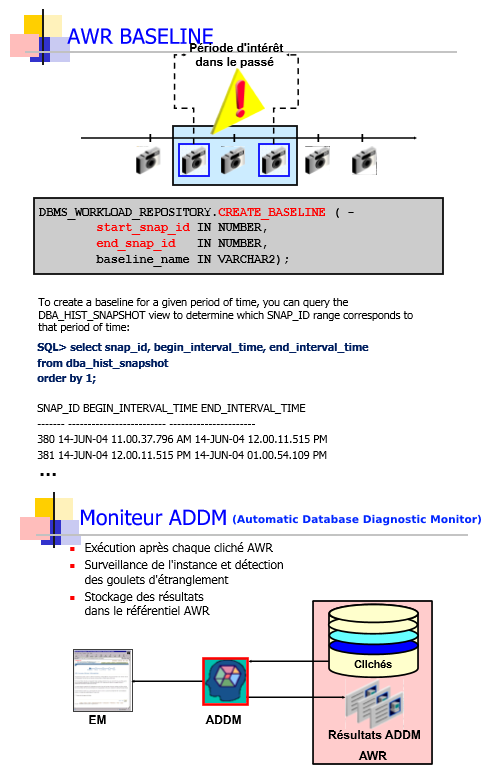 AWR BASELINE
Période d'intérêt
dans le passé
DBMS_WORKLOAD_REPOSITORY.CREATE_BASELINE ( -
start_snap_id IN NUMBER,
end_snap_id IN NUMBER,
baseline_name IN VARCHAR2);
To create a baseline for a given period of time, you can query the
DBA_HIST_SNAPSHOT view to determine which SNAP_ID range corresponds to
that period of time:
SQL> select snap_id, begin_interval_time, end_interval_time
from dba_hist_snapshot
order by 1;
SNAP_ID BEGIN_INTERVAL_TIME END_INTERVAL_TIME
------- ------------------------- ----------------------
380 14-JUN-04 11.00.37.796 AM 14-JUN-04 12.00.11.515 PM
381 14-JUN-04 12.00.11.515 PM 14-JUN-04 01.00.54.109 PM
...
Moniteur ADDM (Automatic Database Diagnostic Monitor)
Exécution après chaque cliché AWR
Surveillance de l'instance et détection
des goulets d'étranglement
Stockage des résultats
dans le référentiel AWR
Clichés
EM
ADDM
Résultats ADDM
AWR